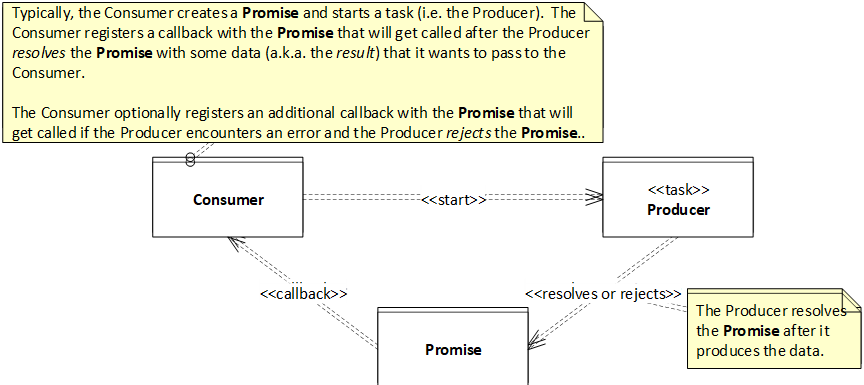 Typically, the Consumer creates a Promise and starts a task (i.e. the Producer).  The
Consumer registers a callback with the Promise that will get called after the Producer
resolves the Promise with some data (a.k.a. the result) that it wants to pass to the
Consumer.
The Consumer optionally registers an additional callback with the Promise that will
get called if the Producer encounters an error and the Producer rejects the Promise..
Consumer
<<start>>
<<task>>
Producer
<<callback>>
<<resolves or rejects>>
Promise
The Producer resolves
the Promise after it
produces the data.